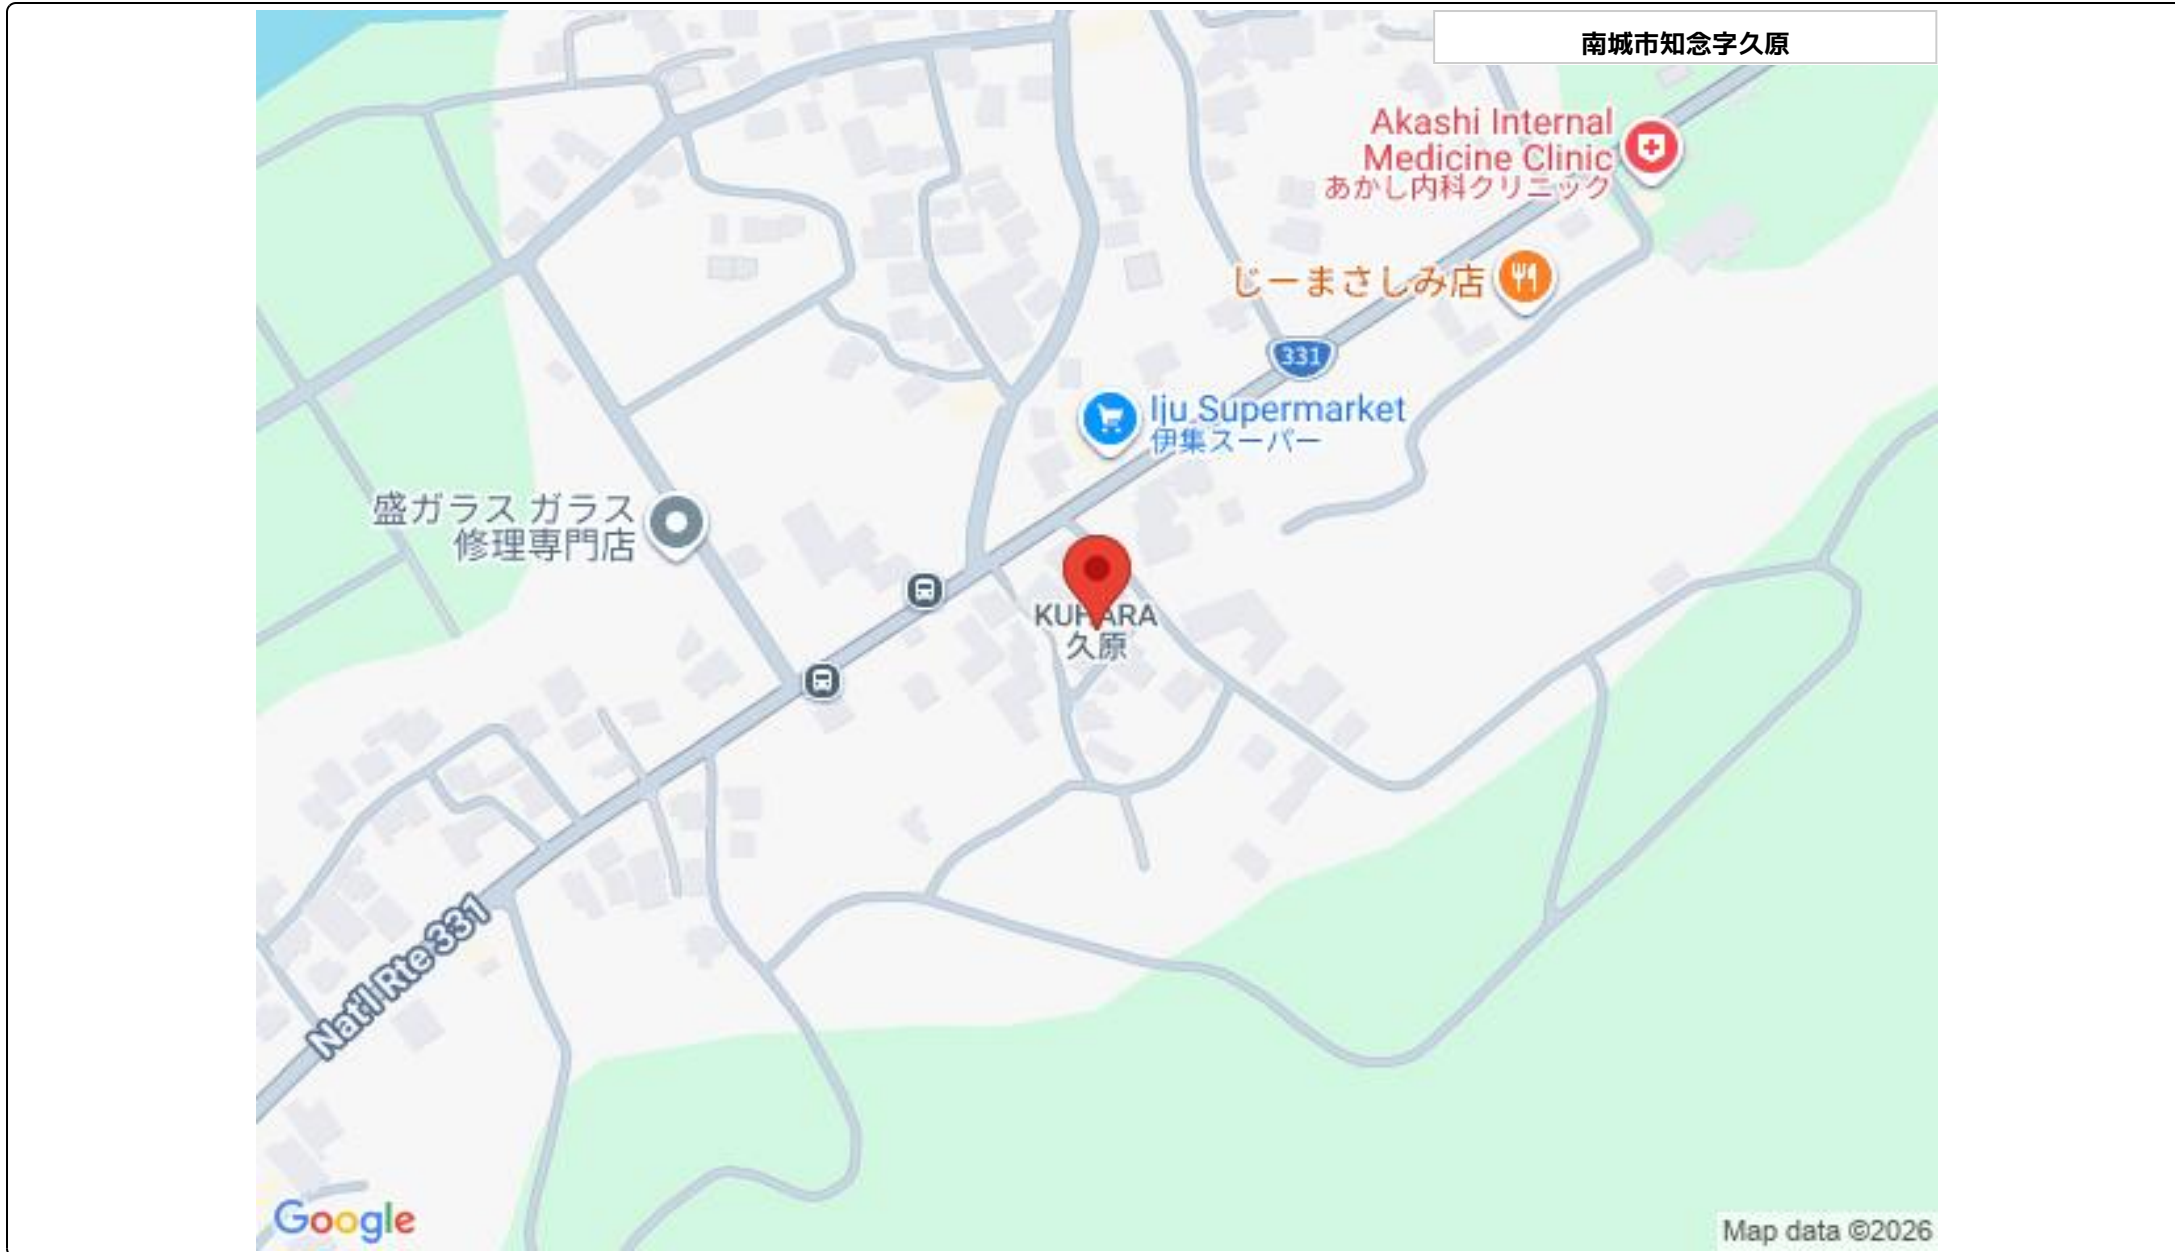 南城市知念字久原
Akashi Internal
Medicine Clinic
あかし内科クリニック
じーまさしみ店
331
Iju Supermarket
伊集スーパー
盛ガラス ガラス
修理専門店
KUHARA
久原
Nat'l Rte 331
Google
Map data ©2026